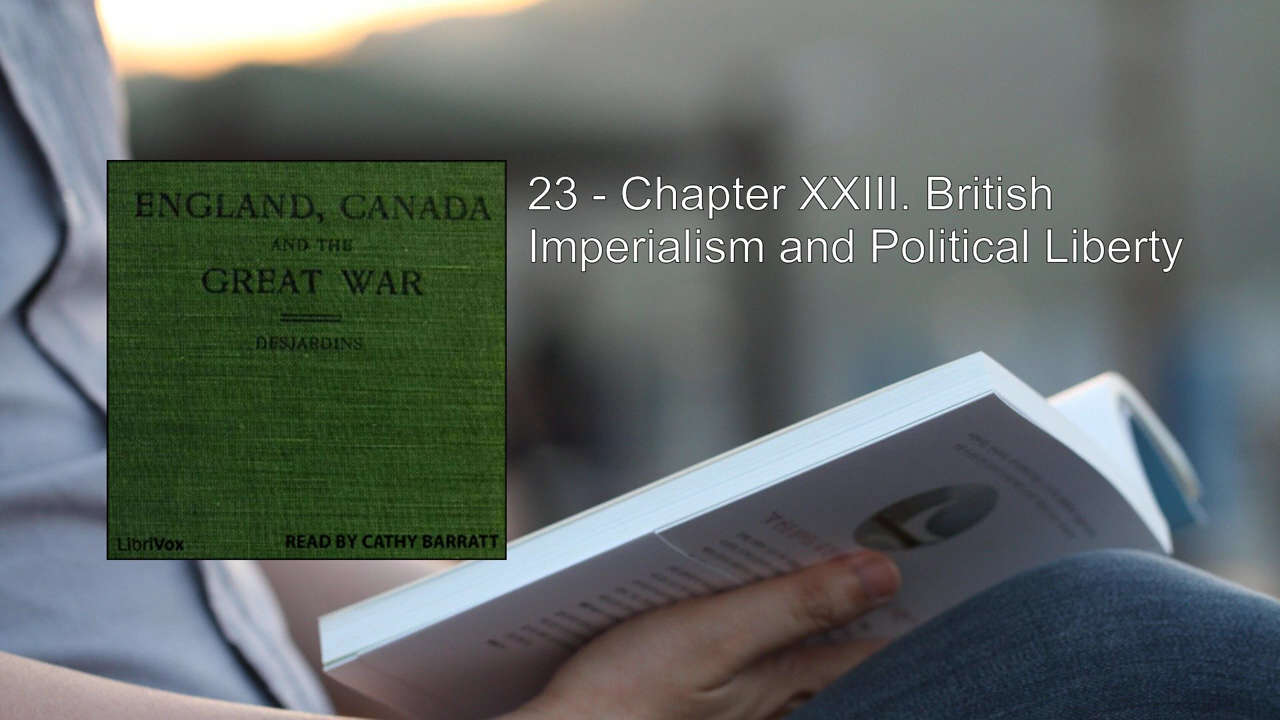 ENGLAND, CANADA
AND THE
GREAT WAR
DESJARDINS
LibriVox
READ BY CATHY BARRATT
23 - Chapter XXIII. British
Imperialism and Political Liberty